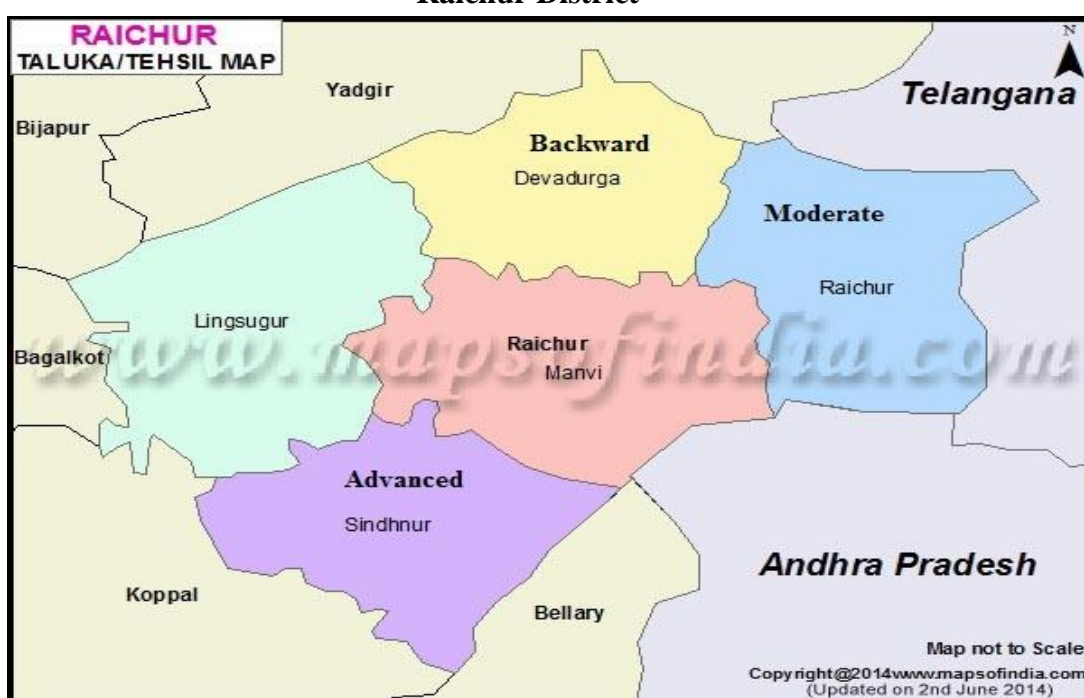 Raichur District
RAICHUR
TALUKA/TEHSIL MAP
N
Telangana
Yadgir
Bijapur
Backward
Devadurga
Moderate
Raichur
Lingsugur
Raichur
Manvi
Bagalkot
www.mapsofindia.com
Advanced
Sindhnur
Andhra Pradesh
Koppal
Bellary
Map not to Scale
Copyright@2014www.mapsofindia.com
(Updated on 2nd June 2014)